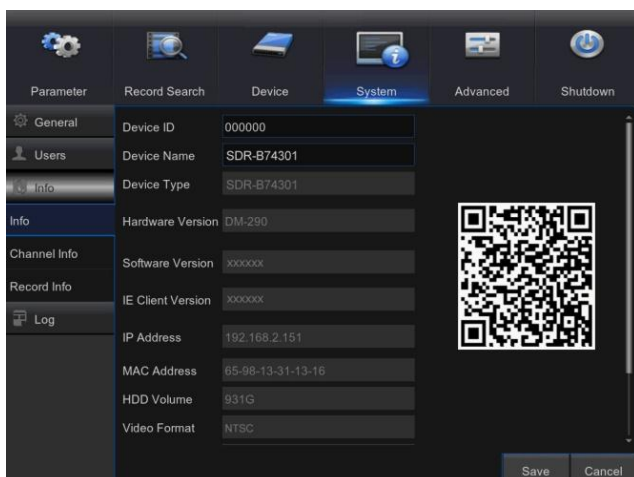 Parameter Record Search Device System Advanced Shutdown
General
Users
Info
Info
Channel Info
Record Info
Log
Device ID 000000
Device Name SDR-B74301
Device Type SDR-B74301
Hardware Version DM-290
Software Version xxxxxx
IE Client Version xxxxxx
IP Address 192.168.2.151
MAC Address 65-98-13-31-13-16
HDD Volume 931G
Video Format NTSC
Save Cancel